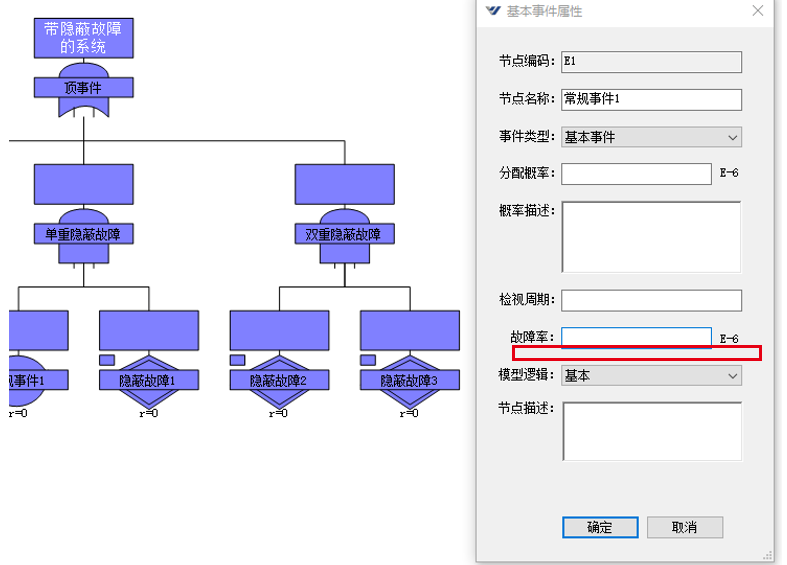 带隐蔽故障
的系统
顶事件
单重隐蔽故障
双重隐蔽故障
事件1
隐蔽故障1
隐蔽故障2
隐蔽故障3
r=0
r=0
r=0
r=0
基本事件属性
节点编码: E1
节点名称: 常规事件1
事件类型: 基本事件
分配概率: E-6
概率描述:
检视周期:
故障率: E-6
模型逻辑: 基本
节点描述:
确定
取消